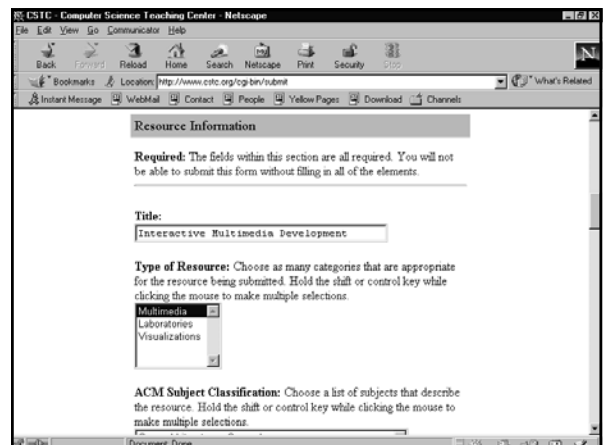 CSTC - Computer Science Teaching Center - Netscape
File Edit View Go Communicator Help
Back Forward Reload Home Search Netscape Print Security Stop
Bookmarks Location: http://www.cstc.org/cgi-bin/submit What's Related
Instant Message WebMail Contact People Yellow Pages Download Channels
Resource Information
Required: The fields within this section are all required. You will not
be able to submit this form without filling in all of the elements.
Title:
Interactive Multimedia Development
Type of Resource: Choose as many categories that are appropriate
for the resource being submitted. Hold the shift or control key while
clicking the mouse to make multiple selections.
Multimedia
Laboratories
Visualizations
ACM Subject Classification: Choose a list of subjects that describe
the resource. Hold the shift or control key while clicking the mouse to
make multiple selections.
Document: Done